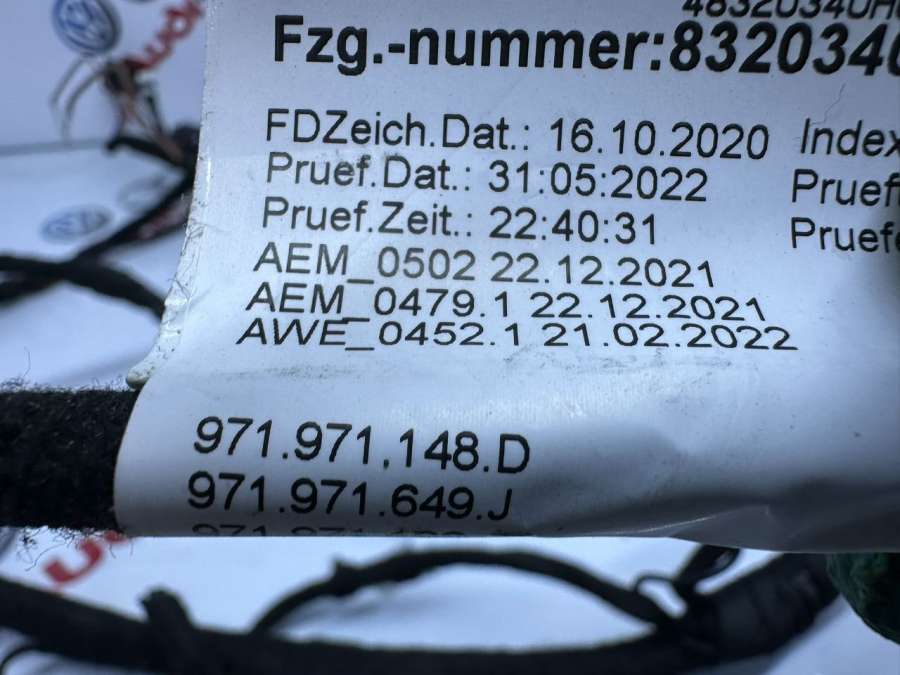 Fzg.-nummer:8320340
FDZeich.Dat.: 16.10.2020 Index
Pruef.Dat.: 31:05:2022 Pruef
Pruef.Zeit.: 22:40:31 Pruefe
AEM_0502 22.12.2021
AEM_0479.1 22.12.2021
AWE_0452.1 21.02.2022
971.971.148.D
971.971.649.J